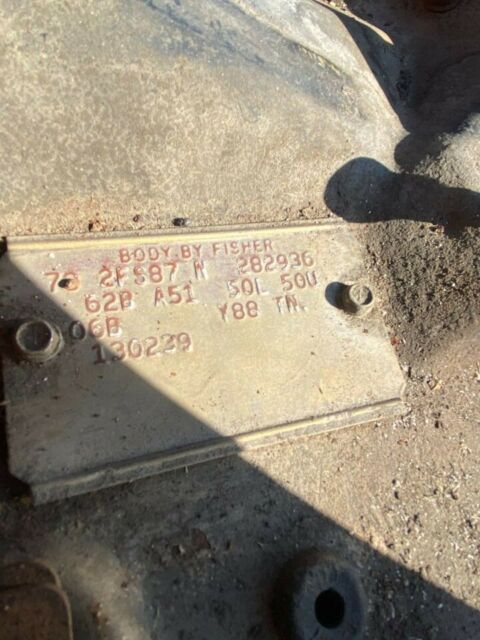 BODY BY FISHER
78 2FS87 N 282936
62B A51 50L 50U
06B Y88 TN.
130229